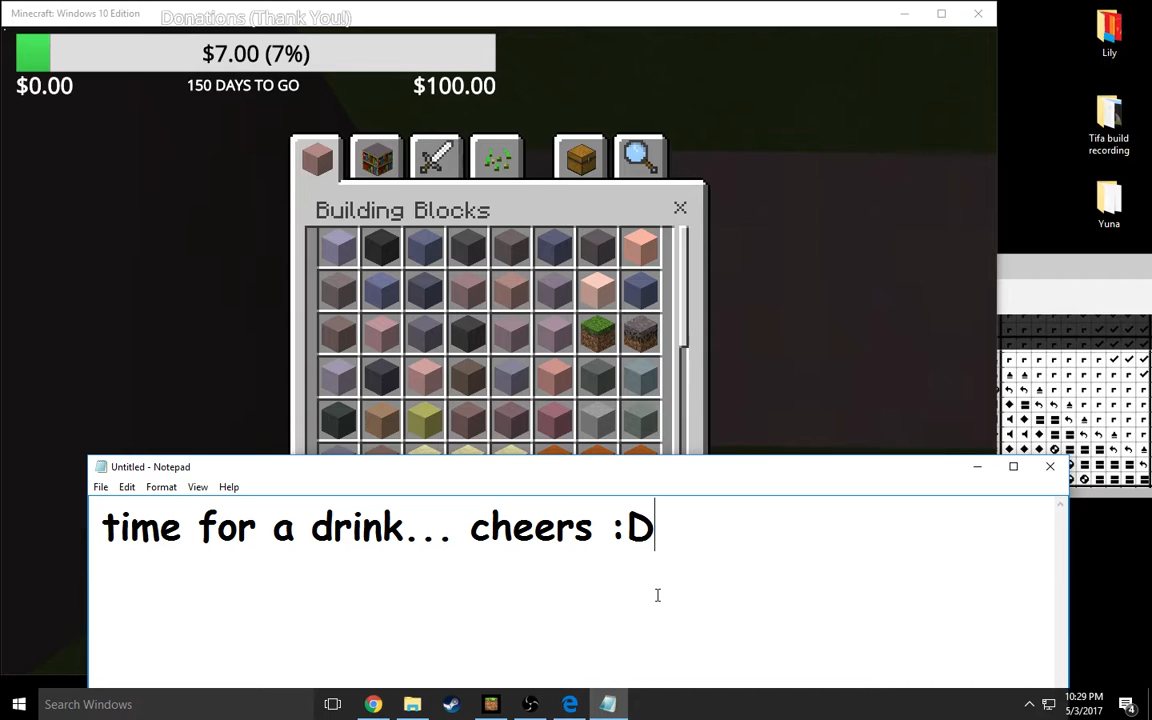 Minecraft: Windows 10 Edition
Donations (Thank You!)
$7.00 (7%)
$0.00
150 DAYS TO GO
$100.00
Lily
Tifa build
recording
Yuna
Building Blocks
Untitled - Notepad
File Edit Format View Help
time for a drink... cheers :D
Search Windows
10:29 PM
5/3/2017
4